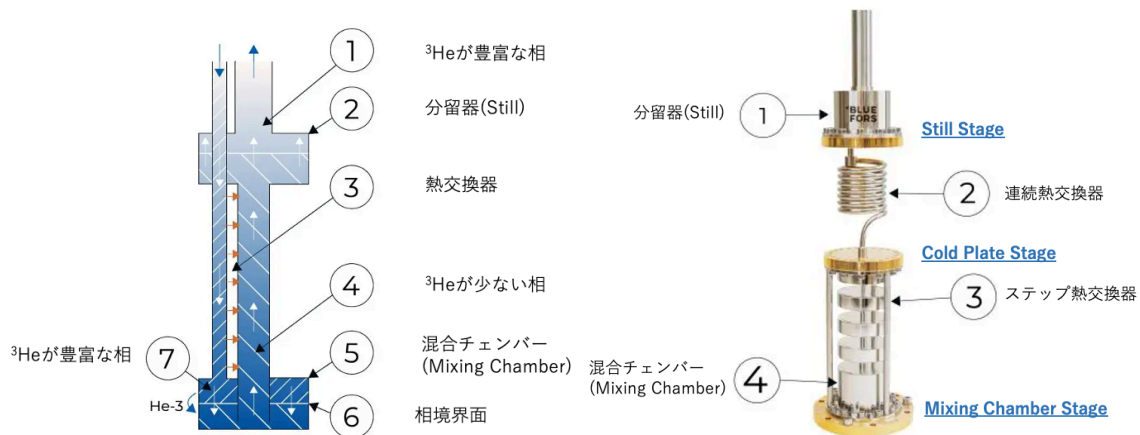 1
³Heが豊富な相
2
分留器(Still)
3
熱交換器
4
³Heが少ない相
³Heが豊富な相
7
5
混合チェンバー
(Mixing Chamber)
He-3
6
相境界面
分留器(Still)
1
BLUE
FORS
Still Stage
2
連続熱交換器
Cold Plate Stage
3
ステップ熱交換器
混合チェンバー
(Mixing Chamber)
4
Mixing Chamber Stage